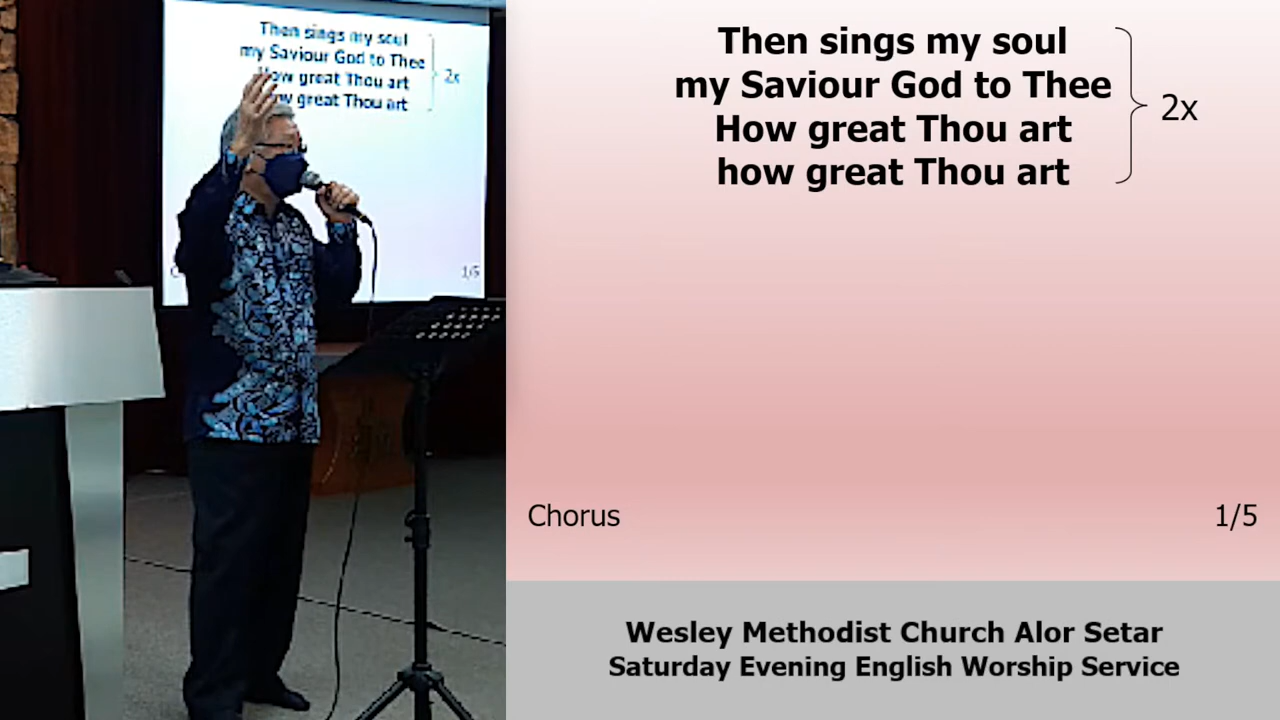 Then sings my soul
my Saviour God to Thee
How great Thou art
how great Thou art
2x
1/5
Then sings my soul
my Saviour God to Thee
How great Thou art
how great Thou art
2x
Chorus
1/5
Wesley Methodist Church Alor Setar
Saturday Evening English Worship Service